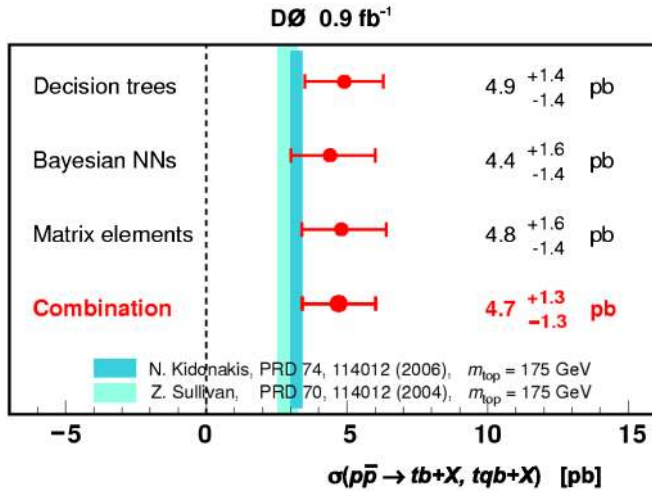 DØ 0.9 fb⁻¹
Decision trees 4.9 +1.4 -1.4 pb
Bayesian NNs 4.4 +1.6 -1.4 pb
Matrix elements 4.8 +1.6 -1.4 pb
Combination 4.7 +1.3 −1.3 pb
N. Kidonakis, PRD 74, 114012 (2006), m_top = 175 GeV
Z. Sullivan, PRD 70, 114012 (2004), m_top = 175 GeV
−5 0 5 10 15
σ(pp̄ → tb+X, tqb+X) [pb]